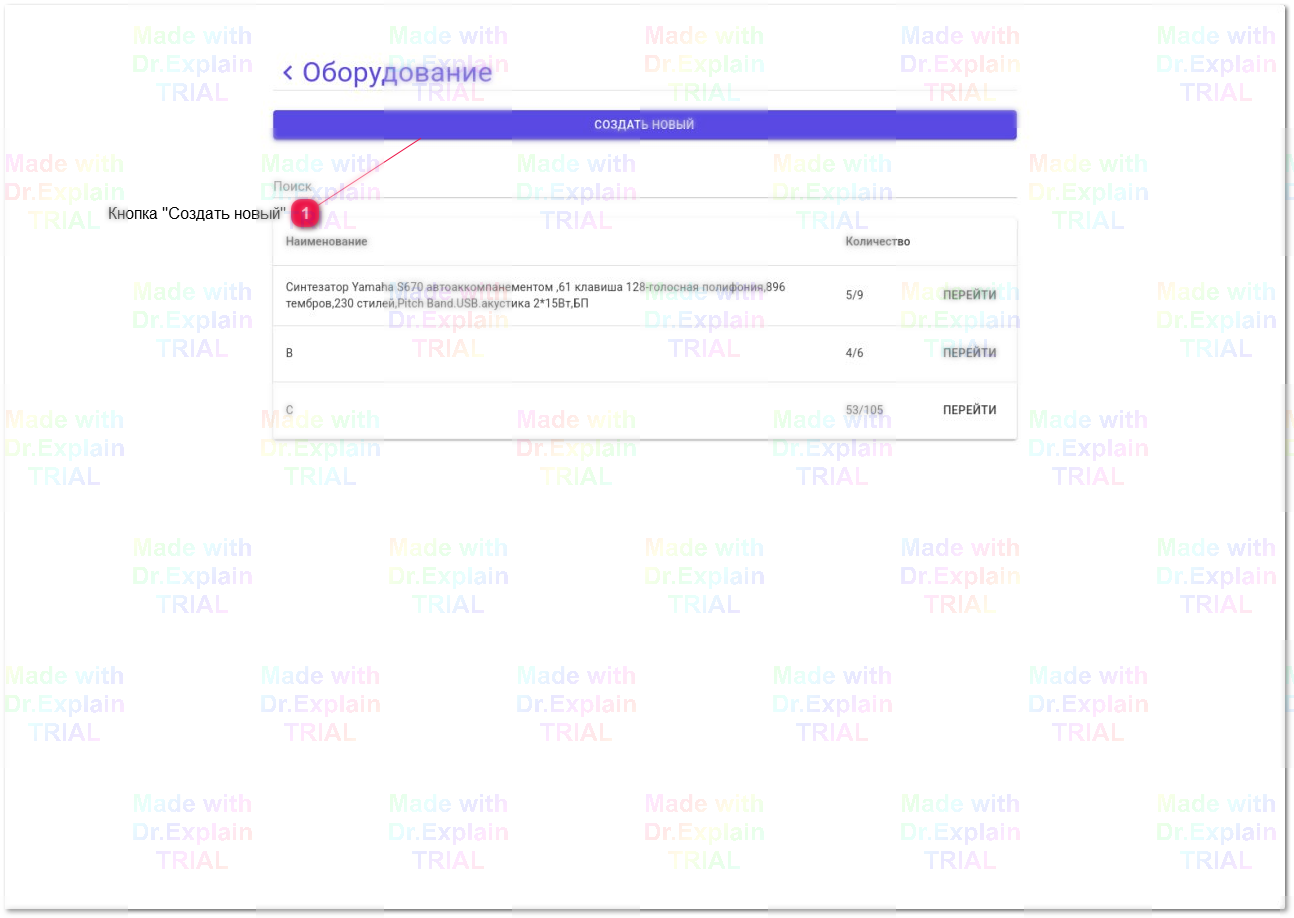 Оборудование
СОЗДАТЬ НОВЫЙ
Поиск
Кнопка "Создать новый" 1
Наименование Количество
Синтезатор Yamaha S670 автоаккомпанементом ,61 клавиша 128-голосная полифония,896
тембров,230 стилей,Pitch Band.USB.акустика 2*15Вт,БП
5/9 ПЕРЕЙТИ
B 4/6 ПЕРЕЙТИ
C 53/105 ПЕРЕЙТИ
Made with
Dr.Explain
TRIAL